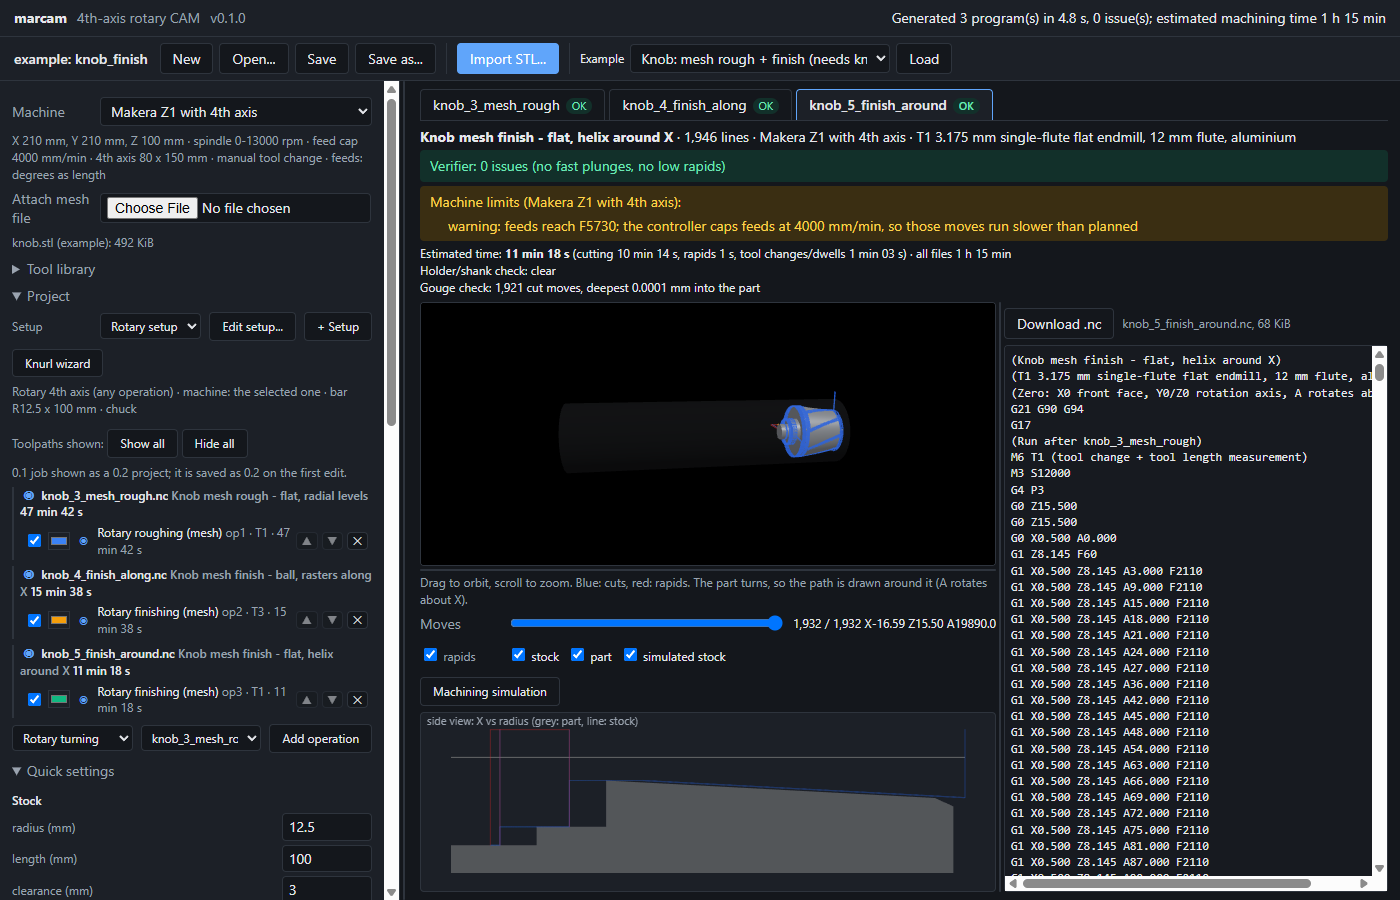 marcam 4th-axis rotary CAM v0.1.0
Generated 3 program(s) in 4.8 s, 0 issue(s); estimated machining time 1 h 15 min
example: knob_finish New Open... Save Save as... Import STL... Example Knob: mesh rough + finish (needs kn Load
Machine Makera Z1 with 4th axis
X 210 mm, Y 210 mm, Z 100 mm · spindle 0-13000 rpm · feed cap
4000 mm/min · 4th axis 80 x 150 mm · manual tool change · feeds:
degrees as length
Attach mesh
file
Choose File No file chosen
knob.stl (example): 492 KiB
Tool library
Project
Setup Rotary setup Edit setup... + Setup
Knurl wizard
Rotary 4th axis (any operation) · machine: the selected one · bar
R12.5 x 100 mm · chuck
Toolpaths shown: Show all Hide all
0.1 job shown as a 0.2 project; it is saved as 0.2 on the first edit.
knob_3_mesh_rough.nc Knob mesh rough - flat, radial levels
47 min 42 s
Rotary roughing (mesh) op1 · T1 · 47
min 42 s
knob_4_finish_along.nc Knob mesh finish - ball, rasters along
X 15 min 38 s
Rotary finishing (mesh) op2 · T3 · 15
min 38 s
knob_5_finish_around.nc Knob mesh finish - flat, helix
around X 11 min 18 s
Rotary finishing (mesh) op3 · T1 · 11
min 18 s
Rotary turning knob_3_mesh_ro Add operation
Quick settings
Stock
radius (mm) 12.5
length (mm) 100
clearance (mm) 3
knob_3_mesh_rough OK knob_4_finish_along OK knob_5_finish_around OK
Knob mesh finish - flat, helix around X · 1,946 lines · Makera Z1 with 4th axis · T1 3.175 mm single-flute flat endmill, 12 mm flute, aluminium
Verifier: 0 issues (no fast plunges, no low rapids)
Machine limits (Makera Z1 with 4th axis):
warning: feeds reach F5730; the controller caps feeds at 4000 mm/min, so those moves run slower than planned
Estimated time: 11 min 18 s (cutting 10 min 14 s, rapids 1 s, tool changes/dwells 1 min 03 s) · all files 1 h 15 min
Holder/shank check: clear
Gouge check: 1,921 cut moves, deepest 0.0001 mm into the part
Drag to orbit, scroll to zoom. Blue: cuts, red: rapids. The part turns, so the path is drawn around it (A rotates
about X).
Moves 1,932 / 1,932 X-16.59 Z15.50 A19890.0
rapids stock part simulated stock
Machining simulation
side view: X vs radius (grey: part, line: stock)
Download .nc knob_5_finish_around.nc, 68 KiB
(Knob mesh finish - flat, helix around X)
(T1 3.175 mm single-flute flat endmill, 12 mm flute, al
(Zero: X0 front face, Y0/Z0 rotation axis, A rotates ab
G21 G90 G94
G17
(Run after knob_3_mesh_rough)
M6 T1 (tool change + tool length measurement)
M3 S12000
G4 P3
G0 Z15.500
G0 Z15.500
G0 X0.500 A0.000
G1 Z8.145 F60
G1 X0.500 Z8.145 A3.000 F2110
G1 X0.500 Z8.145 A9.000 F2110
G1 X0.500 Z8.145 A15.000 F2110
G1 X0.500 Z8.145 A18.000 F2110
G1 X0.500 Z8.145 A21.000 F2110
G1 X0.500 Z8.145 A24.000 F2110
G1 X0.500 Z8.145 A27.000 F2110
G1 X0.500 Z8.145 A36.000 F2110
G1 X0.500 Z8.145 A42.000 F2110
G1 X0.500 Z8.145 A45.000 F2110
G1 X0.500 Z8.145 A48.000 F2110
G1 X0.500 Z8.145 A54.000 F2110
G1 X0.500 Z8.145 A63.000 F2110
G1 X0.500 Z8.145 A66.000 F2110
G1 X0.500 Z8.145 A69.000 F2110
G1 X0.500 Z8.145 A72.000 F2110
G1 X0.500 Z8.145 A75.000 F2110
G1 X0.500 Z8.145 A81.000 F2110
G1 X0.500 Z8.145 A87.000 F2110